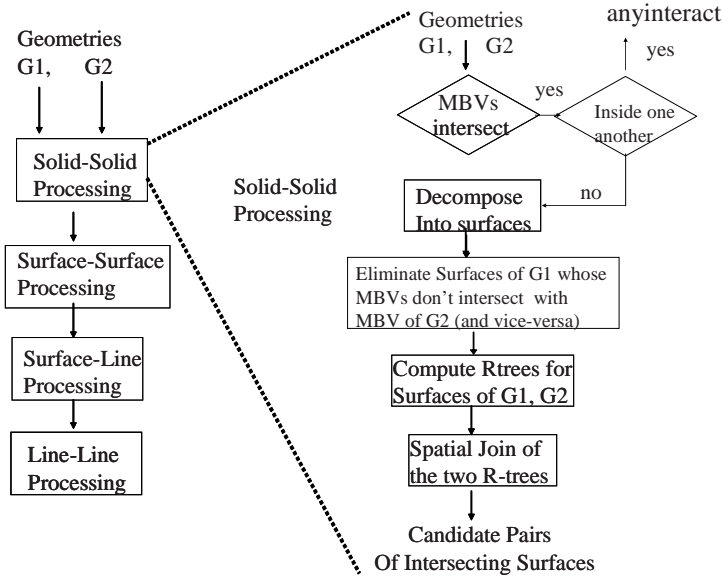 Geometries
G1, G2
Solid-Solid
Processing
Surface-Surface
Processing
Surface-Line
Processing
Line-Line
Processing
Solid-Solid
Processing
Geometries
G1, G2
MBVs
intersect
yes
Inside one
another
yes
anyinteract
no
Decompose
Into surfaces
Eliminate Surfaces of G1 whose
MBVs don't intersect with
MBV of G2 (and vice-versa)
Compute Rtrees for
Surfaces of G1, G2
Spatial Join of
the two R-trees
Candidate Pairs
Of Intersecting Surfaces